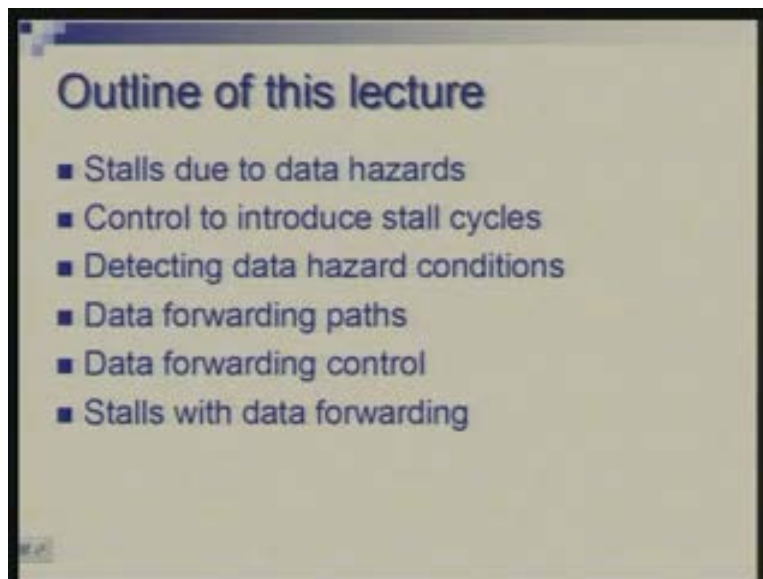 Outline of this lecture
Stalls due to data hazards
Control to introduce stall cycles
Detecting data hazard conditions
Data forwarding paths
Data forwarding control
Stalls with data forwarding